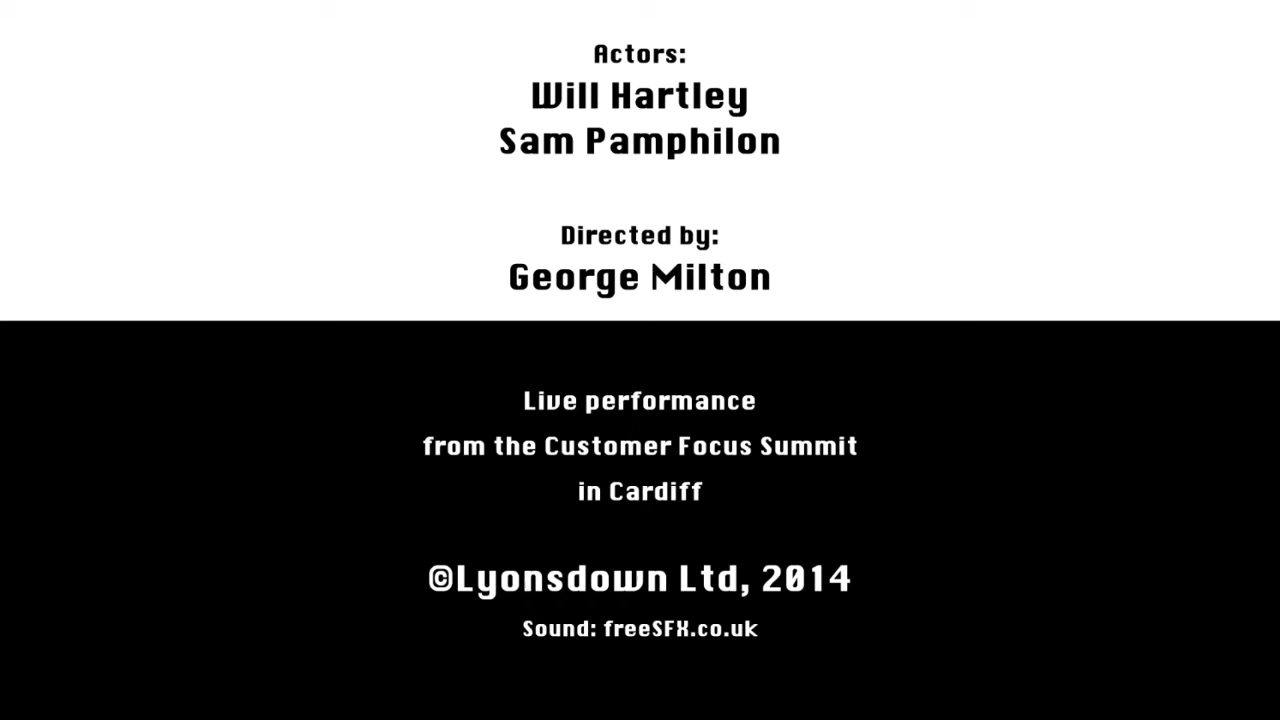 Actors:
Will Hartley
Sam Pamphilon
Directed by:
George Milton
Live performance
from the Customer Focus Summit
in Cardiff
©Lyonsdown Ltd, 2014
Sound: freeSFX.co.uk